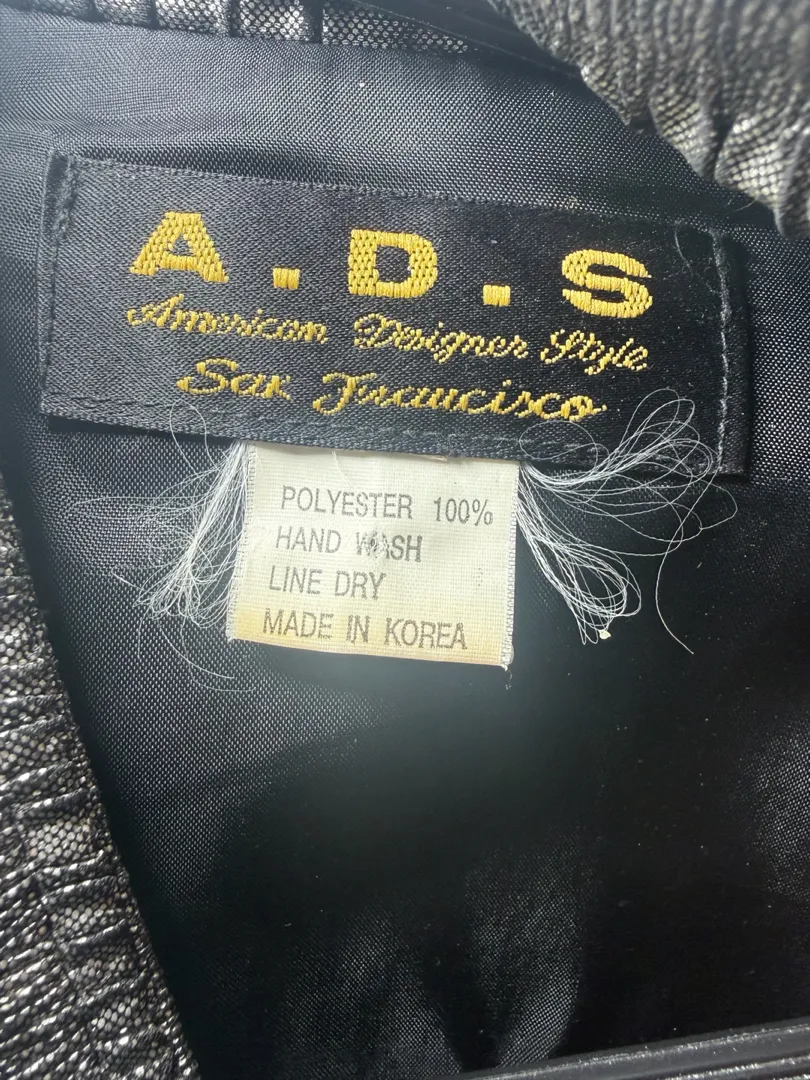 A.D.S
American Designer Style
San Francisco
POLYESTER 100%
HAND WASH
LINE DRY
MADE IN KOREA